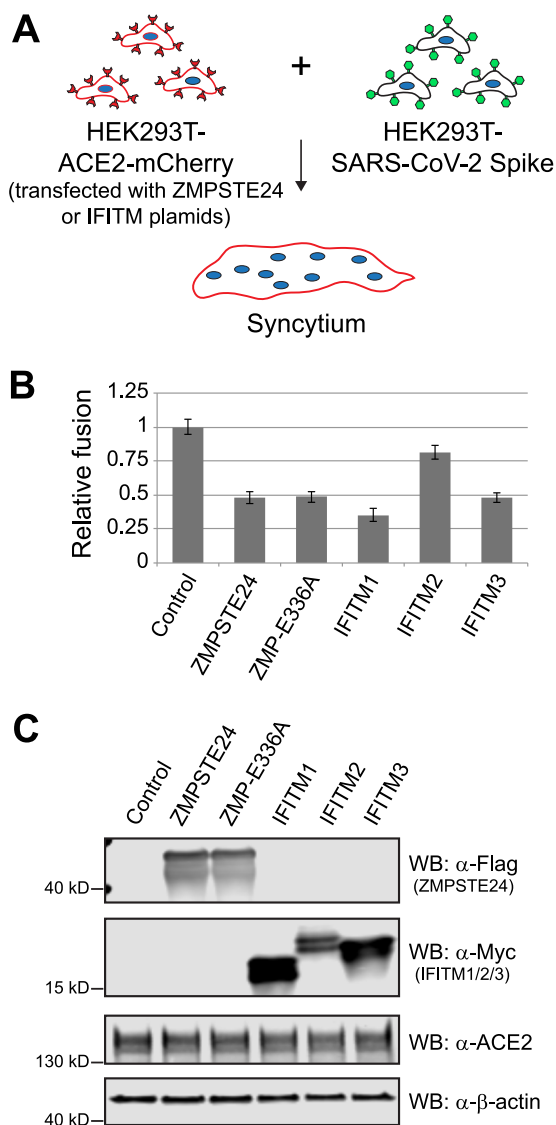 A
+
HEK293T-
ACE2-mCherry
(transfected with ZMPSTE24
or IFITM plamids)
HEK293T-
SARS-CoV-2 Spike
Syncytium
B
Relative fusion
1.25
1
0.75
0.5
0.25
0
Control
ZMPSTE24
ZMP-E336A
IFITM1
IFITM2
IFITM3
C
Control
ZMPSTE24
ZMP-E336A
IFITM1
IFITM2
IFITM3
40 kD
WB: α-Flag
(ZMPSTE24)
15 kD
WB: α-Myc
(IFITM1/2/3)
130 kD
WB: α-ACE2
40 kD
WB: α-β-actin